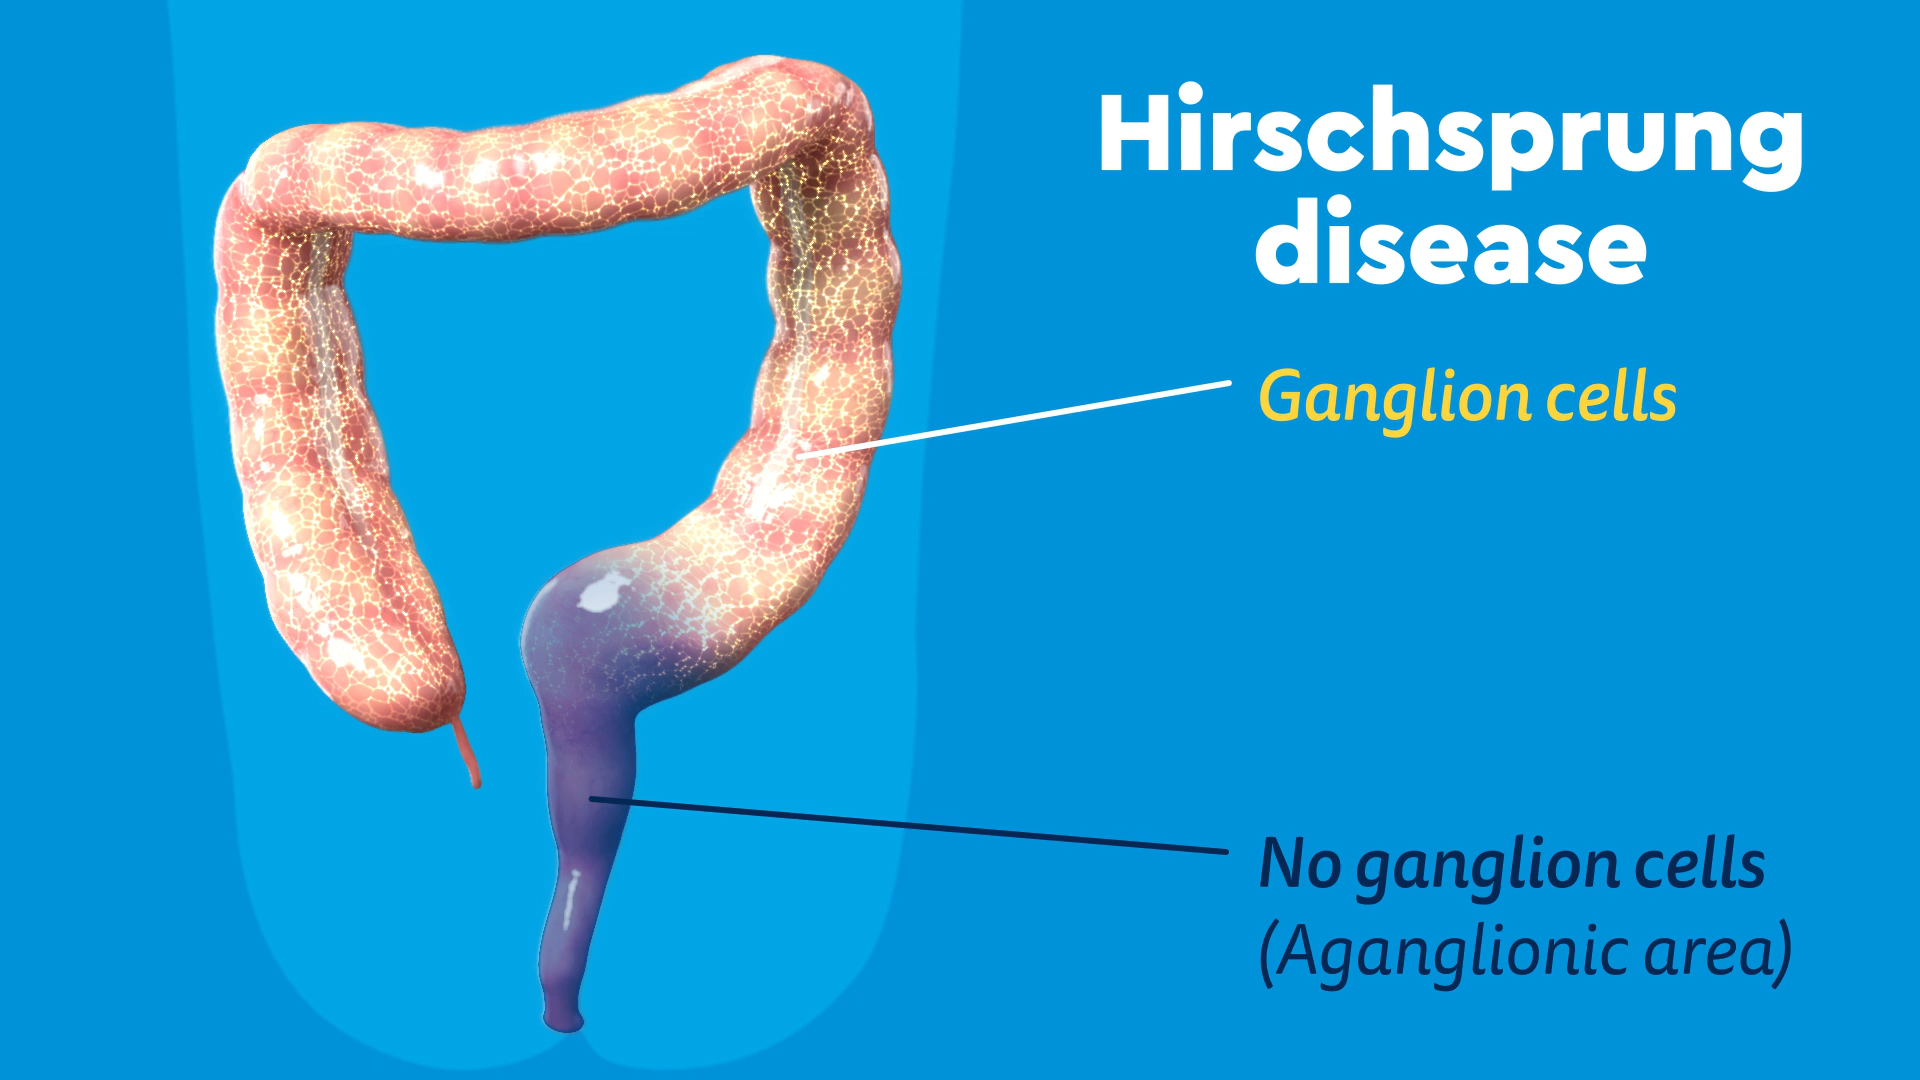 Hirschsprung
disease
Ganglion cells
No ganglion cells
(Aganglionic area)